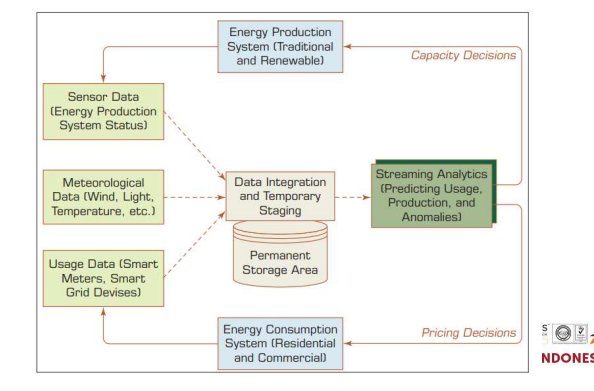 Energy Production
System (Traditional
and Renewable)
Capacity Decisions
Sensor Data
(Energy Production
System Status)
Meteorological
Data (Wind, Light,
Temperature, etc.)
Data Integration
and Temporary
Staging
Streaming Analytics
(Predicting Usage,
Production, and
Anomalies)
Permanent
Storage Area
Usage Data (Smart
Meters, Smart
Grid Devises)
Energy Consumption
System (Residential
and Commercial)
Pricing Decisions
NDONES